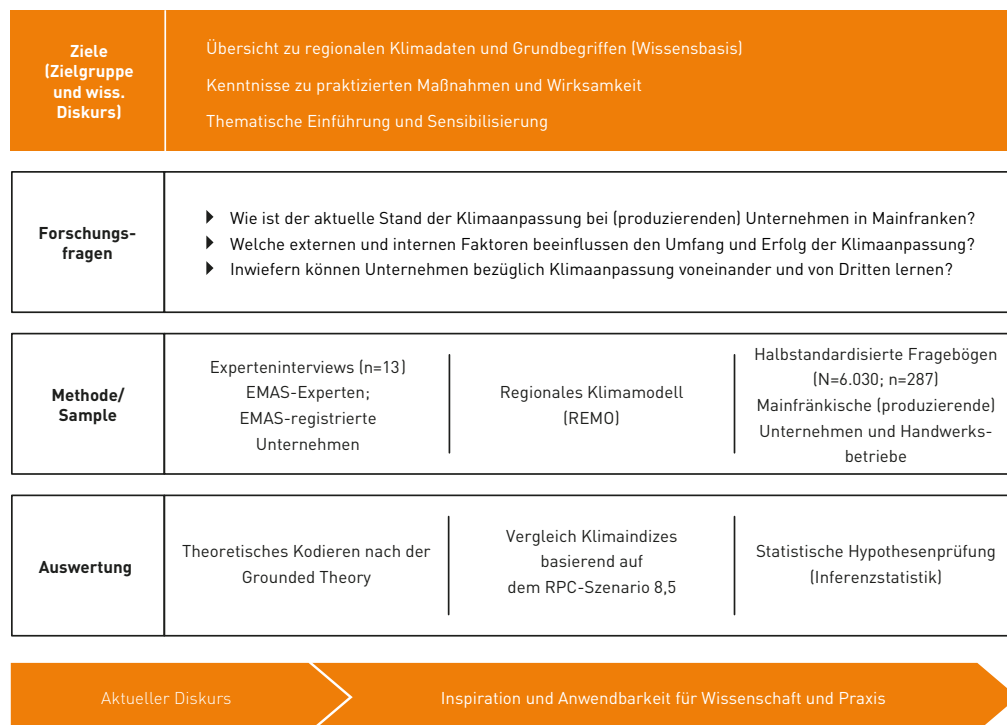 Ziele
(Zielgruppe
und wiss.
Diskurs)
Übersicht zu regionalen Klimadaten und Grundbegriffen (Wissensbasis)
Kenntnisse zu praktizierten Maßnahmen und Wirksamkeit
Thematische Einführung und Sensibilisierung
Forschungs-
fragen
Wie ist der aktuelle Stand der Klimaanpassung bei (produzierenden) Unternehmen in Mainfranken?
Welche externen und internen Faktoren beeinflussen den Umfang und Erfolg der Klimaanpassung?
Inwiefern können Unternehmen bezüglich Klimaanpassung voneinander und von Dritten lernen?
Methode/
Sample
Experteninterviews (n=13)
EMAS-Experten;
EMAS-registrierte
Unternehmen
Regionales Klimamodell
(REMO)
Halbstandardisierte Fragebögen
(N=6.030; n=287)
Mainfränkische (produzierende)
Unternehmen und Handwerks-
betriebe
Auswertung
Theoretisches Kodieren nach der
Grounded Theory
Vergleich Klimaindizes
basierend auf
dem RPC-Szenario 8,5
Statistische Hypothesenprüfung
(Inferenzstatistik)
Aktueller Diskurs
Inspiration und Anwendbarkeit für Wissenschaft und Praxis